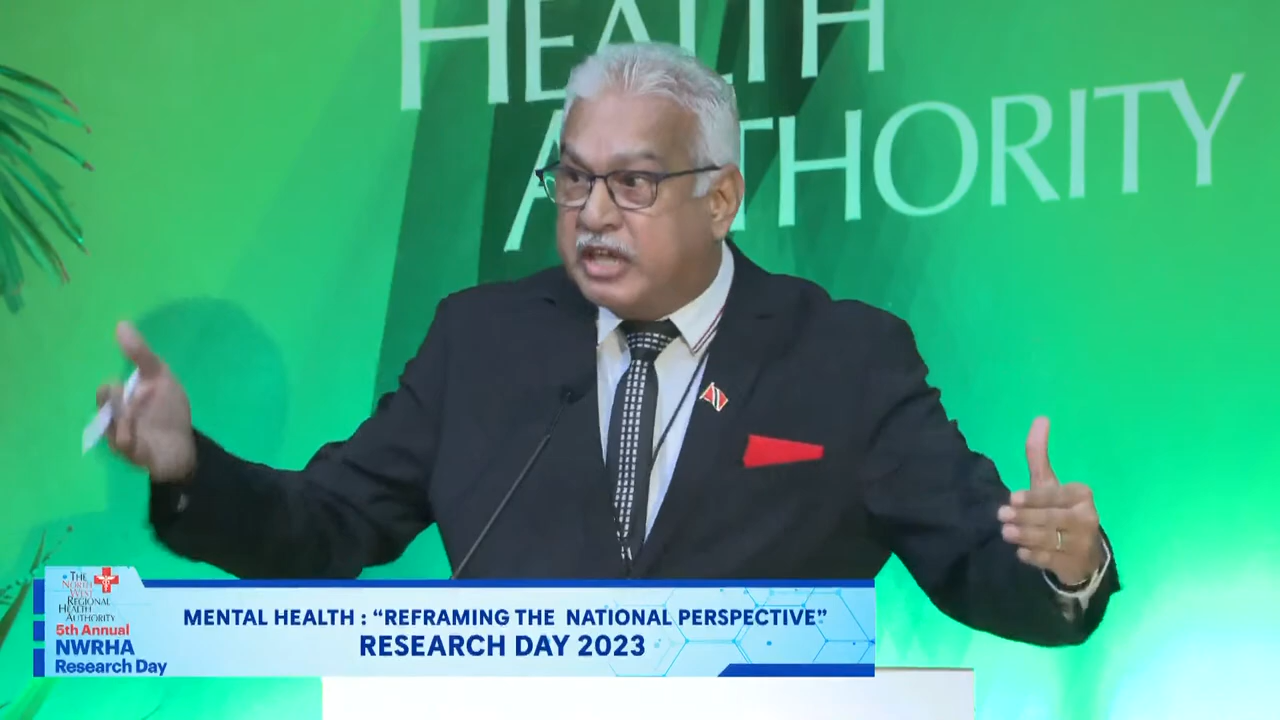 HEALTH
AUTHORITY
THE
NORTH
WEST
REGIONAL
HEALTH
AUTHORITY
5th Annual
NWRHA
Research Day
MENTAL HEALTH : “REFRAMING THE NATIONAL PERSPECTIVE”
RESEARCH DAY 2023